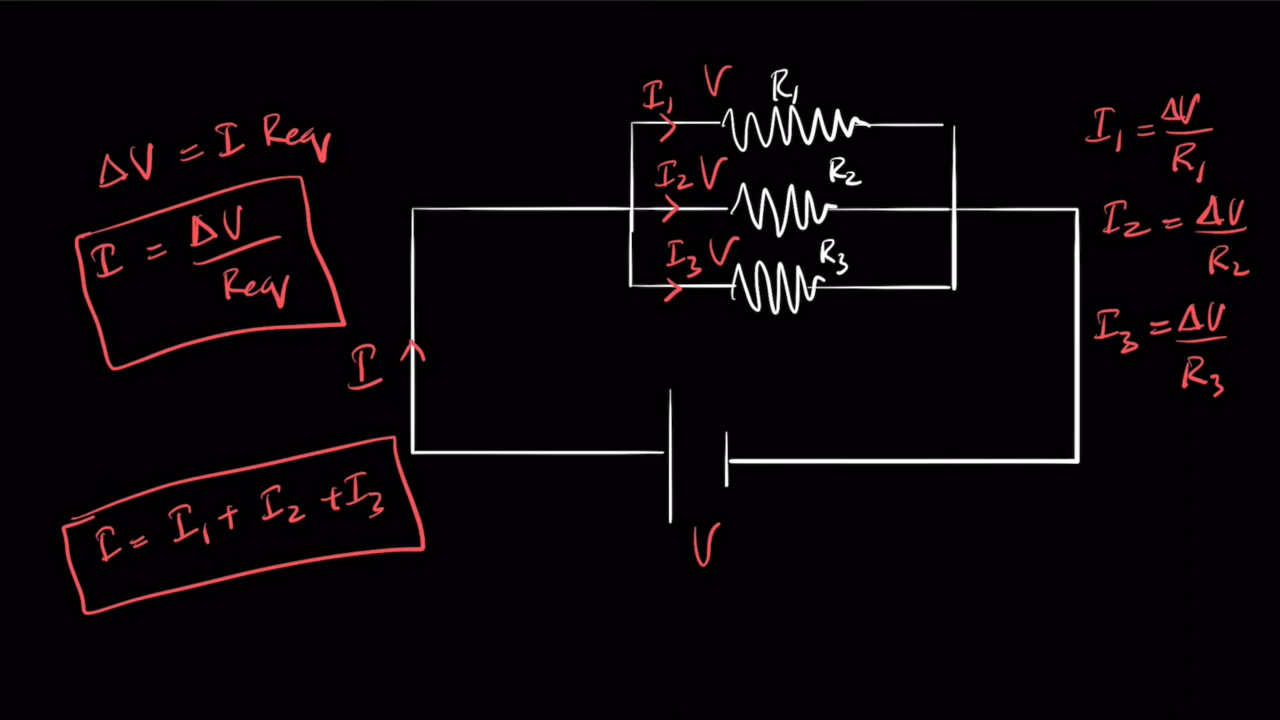 ΔV = I Req
I = ΔV / Req
I
I = I₁ + I₂ + I₃
I₁ V R₁
I₂ V R₂
I₃ V R₃
V
I₁ = ΔV / R₁
I₂ = ΔV / R₂
I₃ = ΔV / R₃